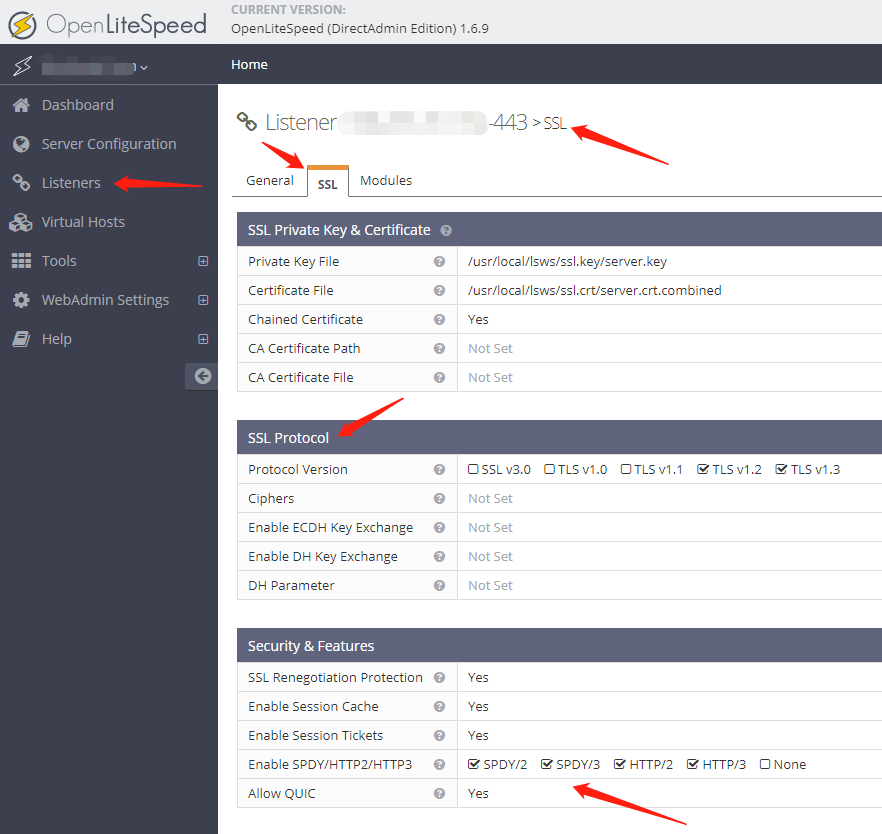 OpenLiteSpeed
CURRENT VERSION:
OpenLiteSpeed (DirectAdmin Edition) 1.6.9
Home
Dashboard
Server Configuration
Listeners
Virtual Hosts
Tools
WebAdmin Settings
Help
Listener -443 > SSL
General SSL Modules
SSL Private Key & Certificate
Private Key File /usr/local/lsws/ssl.key/server.key
Certificate File /usr/local/lsws/ssl.crt/server.crt.combined
Chained Certificate Yes
CA Certificate Path Not Set
CA Certificate File Not Set
SSL Protocol
Protocol Version SSL v3.0 TLS v1.0 TLS v1.1 TLS v1.2 TLS v1.3
Ciphers Not Set
Enable ECDH Key Exchange Not Set
Enable DH Key Exchange Not Set
DH Parameter Not Set
Security & Features
SSL Renegotiation Protection Yes
Enable Session Cache Yes
Enable Session Tickets Yes
Enable SPDY/HTTP2/HTTP3 SPDY/2 SPDY/3 HTTP/2 HTTP/3 None
Allow QUIC Yes